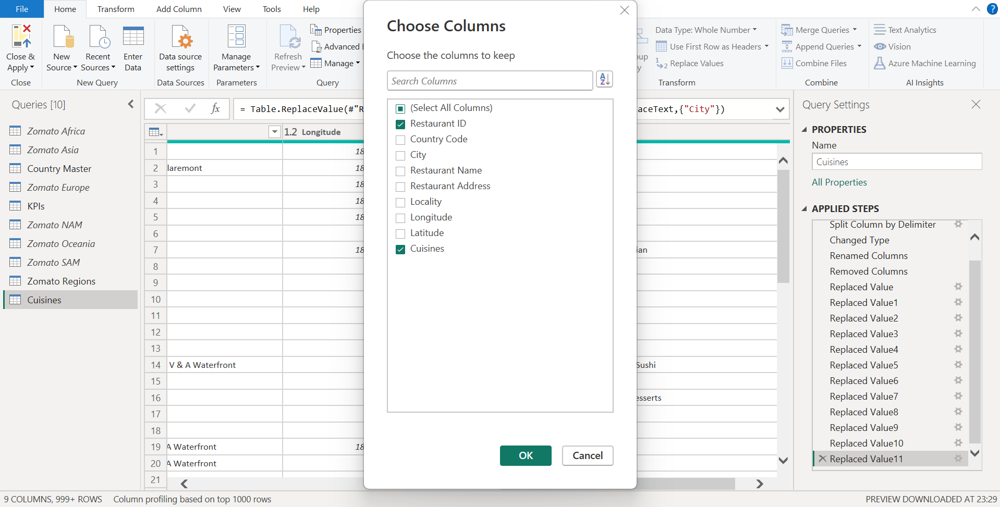 File
Home
Transform
Add Column
View
Tools
Help
?
Close &
Apply
Close
New
Source
Recent
Sources
Enter
Data
New Query
Data source
settings
Data Sources
Manage
Parameters
Parameters
Refresh
Preview
Properties
Advanced
Manage
Query
Data Type: Whole Number
Use First Row as Headers
1 2 Replace Values
Transform
Merge Queries
Append Queries
Combine Files
Combine
Text Analytics
Vision
Azure Machine Learning
AI Insights
Queries [10]
Zomato Africa
Zomato Asia
Country Master
Zomato Europe
KPIs
Zomato NAM
Zomato Oceania
Zomato SAM
Zomato Regions
Cuisines
fx
= Table.ReplaceValue(#"R
aceText,{"City"})
1.2 Longitude
1 18
2 laremont 18
3 18
4 18
5 18
6
7 18 ian
8
9
10
11
12
13
14 V & A Waterfront Sushi
15
16 esserts
17
18
19 A Waterfront 18
20 A Waterfront
21
Choose Columns
Choose the columns to keep
Search Columns
A
Z
(Select All Columns)
Restaurant ID
Country Code
City
Restaurant Name
Restaurant Address
Locality
Longitude
Latitude
Cuisines
OK
Cancel
Query Settings
PROPERTIES
Name
Cuisines
All Properties
APPLIED STEPS
Split Column by Delimiter
Changed Type
Renamed Columns
Removed Columns
Replaced Value
Replaced Value1
Replaced Value2
Replaced Value3
Replaced Value4
Replaced Value5
Replaced Value6
Replaced Value7
Replaced Value8
Replaced Value9
Replaced Value10
Replaced Value11
9 COLUMNS, 999+ ROWS
Column profiling based on top 1000 rows
PREVIEW DOWNLOADED AT 23:29